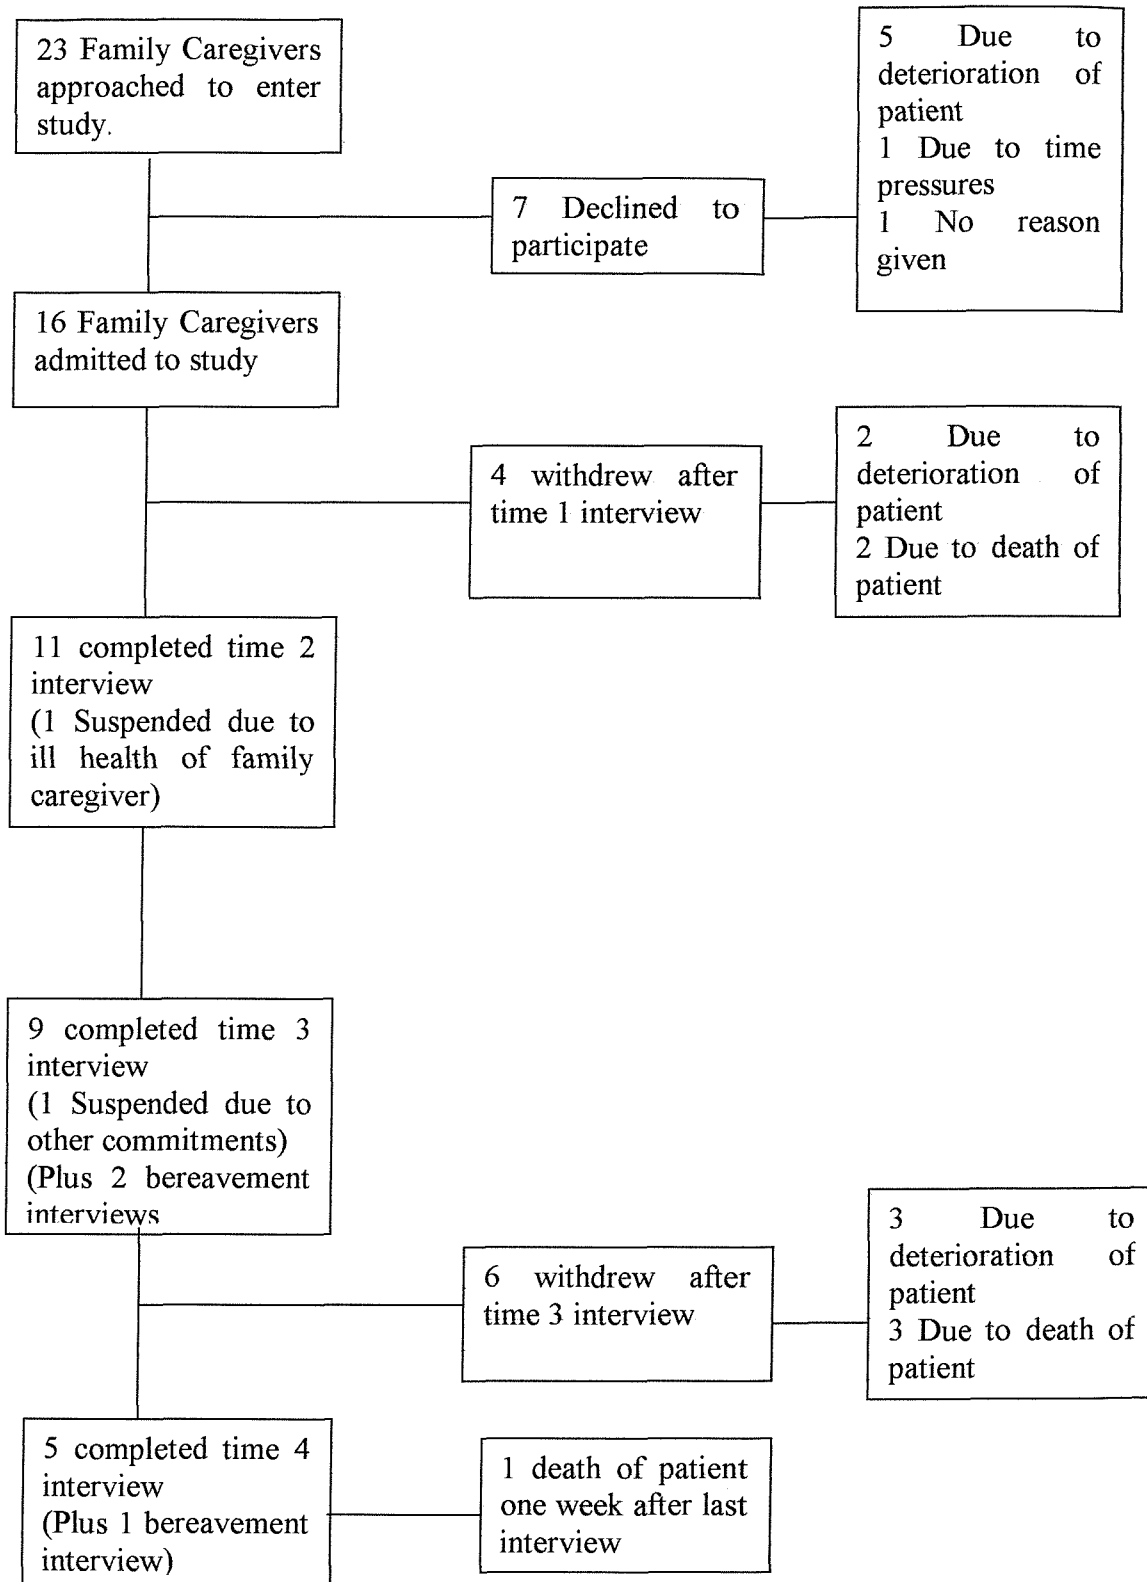 23 Family Caregivers
approached to enter
study.
5 Due to
deterioration of
patient
1 Due to time
pressures
1 No reason
given
7 Declined to
participate
16 Family Caregivers
admitted to study
4 withdrew after
time 1 interview
2 Due to
deterioration of
patient
2 Due to death of
patient
11 completed time 2
interview
(1 Suspended due to
ill health of family
caregiver)
9 completed time 3
interview
(1 Suspended due to
other commitments)
(Plus 2 bereavement
interviews
6 withdrew after
time 3 interview
3 Due to
deterioration of
patient
3 Due to death of
patient
5 completed time 4
interview
(Plus 1 bereavement
interview)
1 death of patient
one week after last
interview